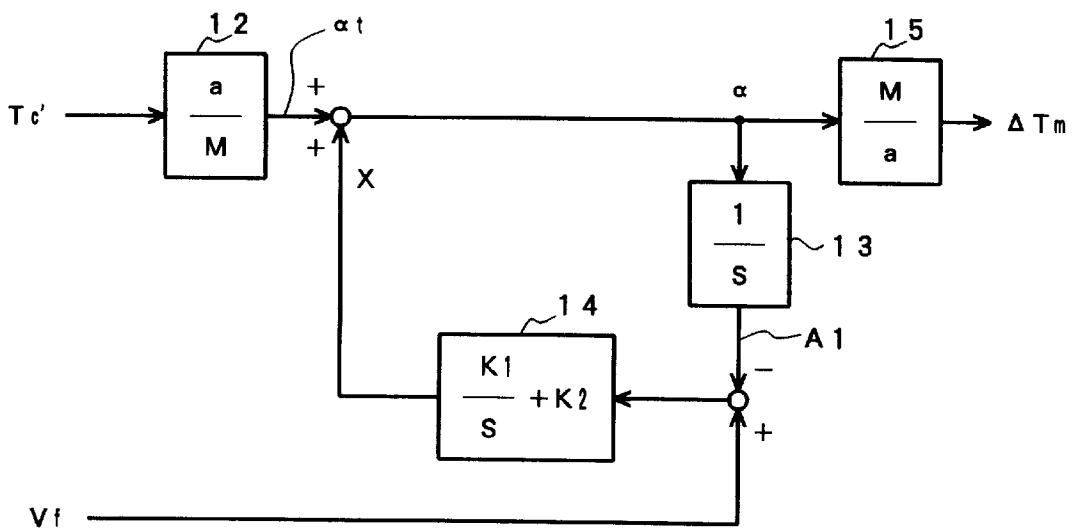 12
αt
15
Tc'
a
M
+
+
α
M
a
ΔTm
X
1
S
13
14
A1
K1
S
+K2
−
+
Vf